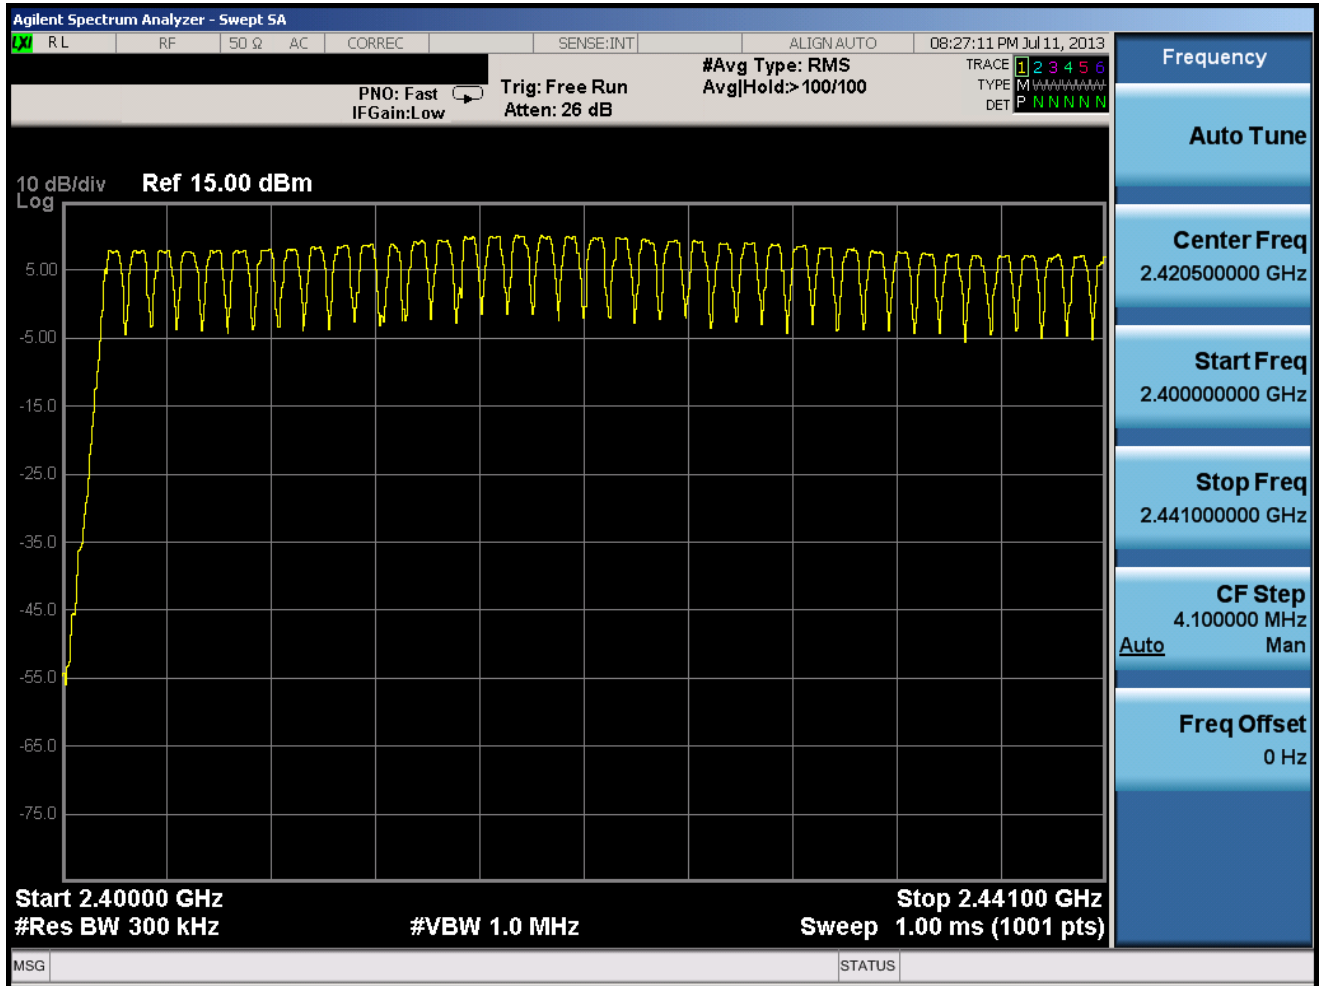 Agilent Spectrum Analyzer - Swept SA
LXI RL RF 50 Ω AC CORREC SENSE:INT ALIGN AUTO 08:27:11 PM Jul 11, 2013
PNO: Fast
IFGain:Low
Trig: Free Run
Atten: 26 dB
#Avg Type: RMS
Avg|Hold:>100/100
TRACE 1 2 3 4 5 6
TYPE M W W W W W
DET P N N N N N
10 dB/div Ref 15.00 dBm
Log
5.00
-5.00
-15.0
-25.0
-35.0
-45.0
-55.0
-65.0
-75.0
Start 2.40000 GHz Stop 2.44100 GHz
#Res BW 300 kHz #VBW 1.0 MHz Sweep 1.00 ms (1001 pts)
MSG STATUS
Frequency
Auto Tune
Center Freq
2.420500000 GHz
Start Freq
2.400000000 GHz
Stop Freq
2.441000000 GHz
CF Step
4.100000 MHz
Auto Man
Freq Offset
0 Hz